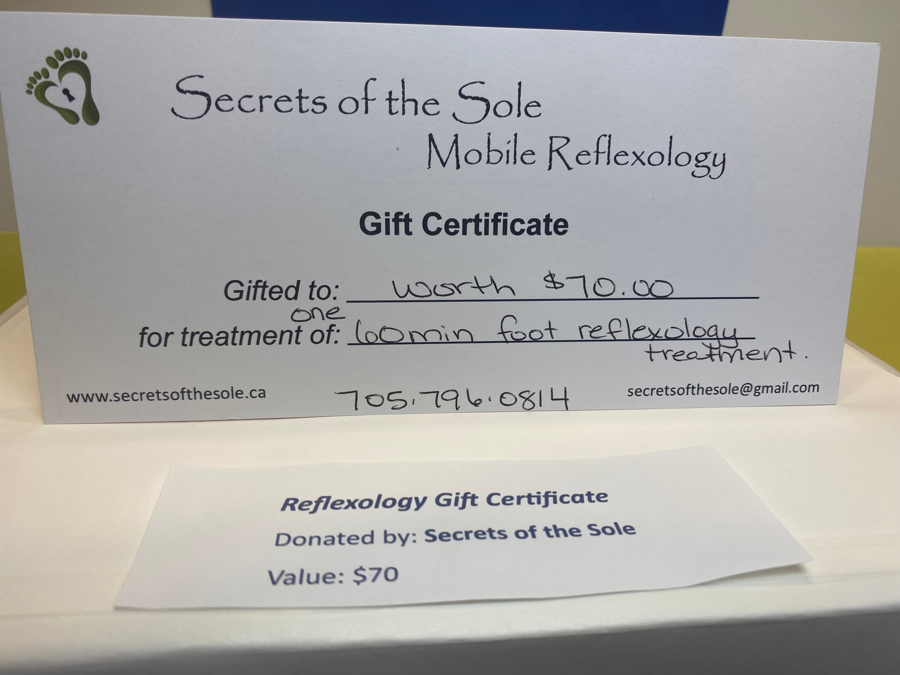 Secrets of the Sole
Mobile Reflexology
Gift Certificate
Gifted to: worth $70.00
one
for treatment of: 60min foot reflexology
treatment.
www.secretsofthesole.ca 705.796.0814 secretsofthesole@gmail.com
Reflexology Gift Certificate
Donated by: Secrets of the Sole
Value: $70